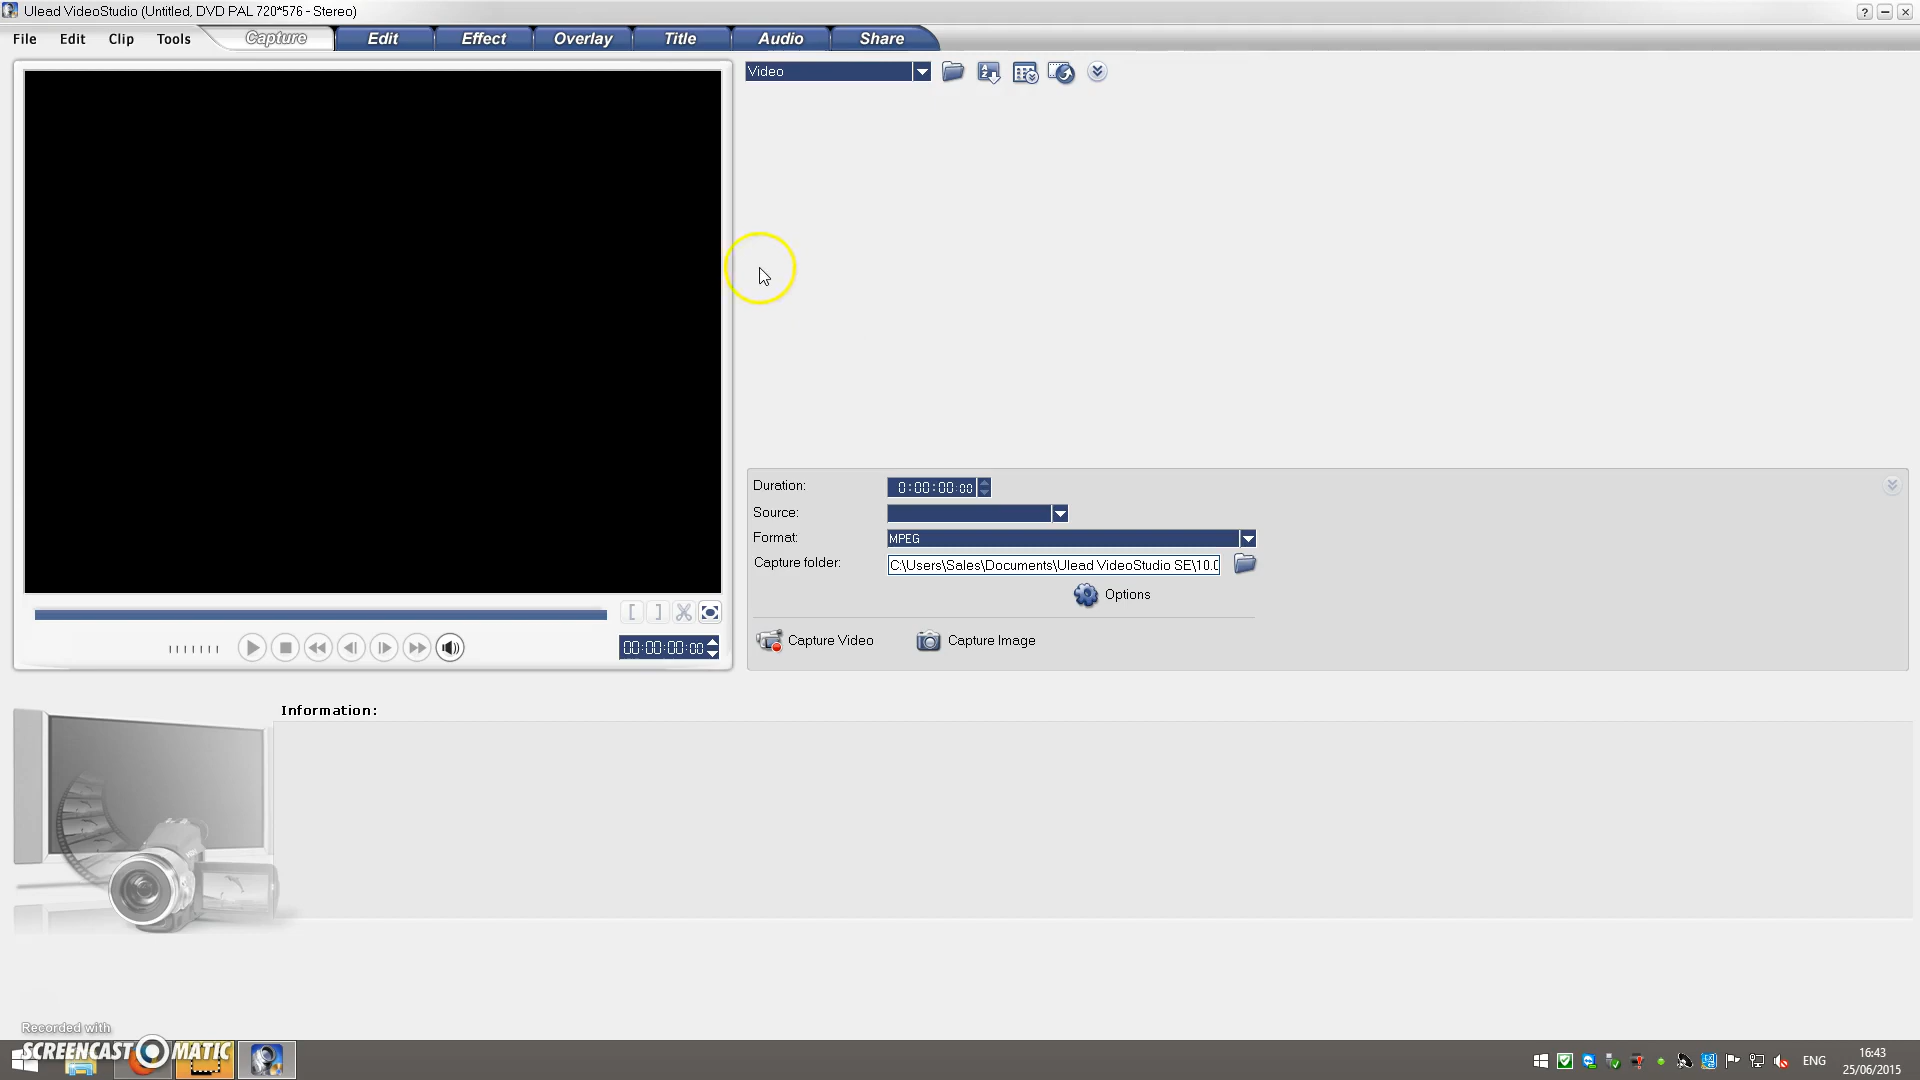 Ulead VideoStudio (Untitled, DVD PAL 720*576 - Stereo)
File Edit Clip Tools Capture Edit Effect Overlay Title Audio Share
Video
Duration: 0:00:00:00
Source:
Format: MPEG
Capture folder: C:\Users\Sales\Documents\Ulead VideoStudio SE\10.0
Options
00:00:00:00
Capture Video Capture Image
Information:
Recorded with
SCREENCAST MATIC
ENG
16:43
25/06/2015